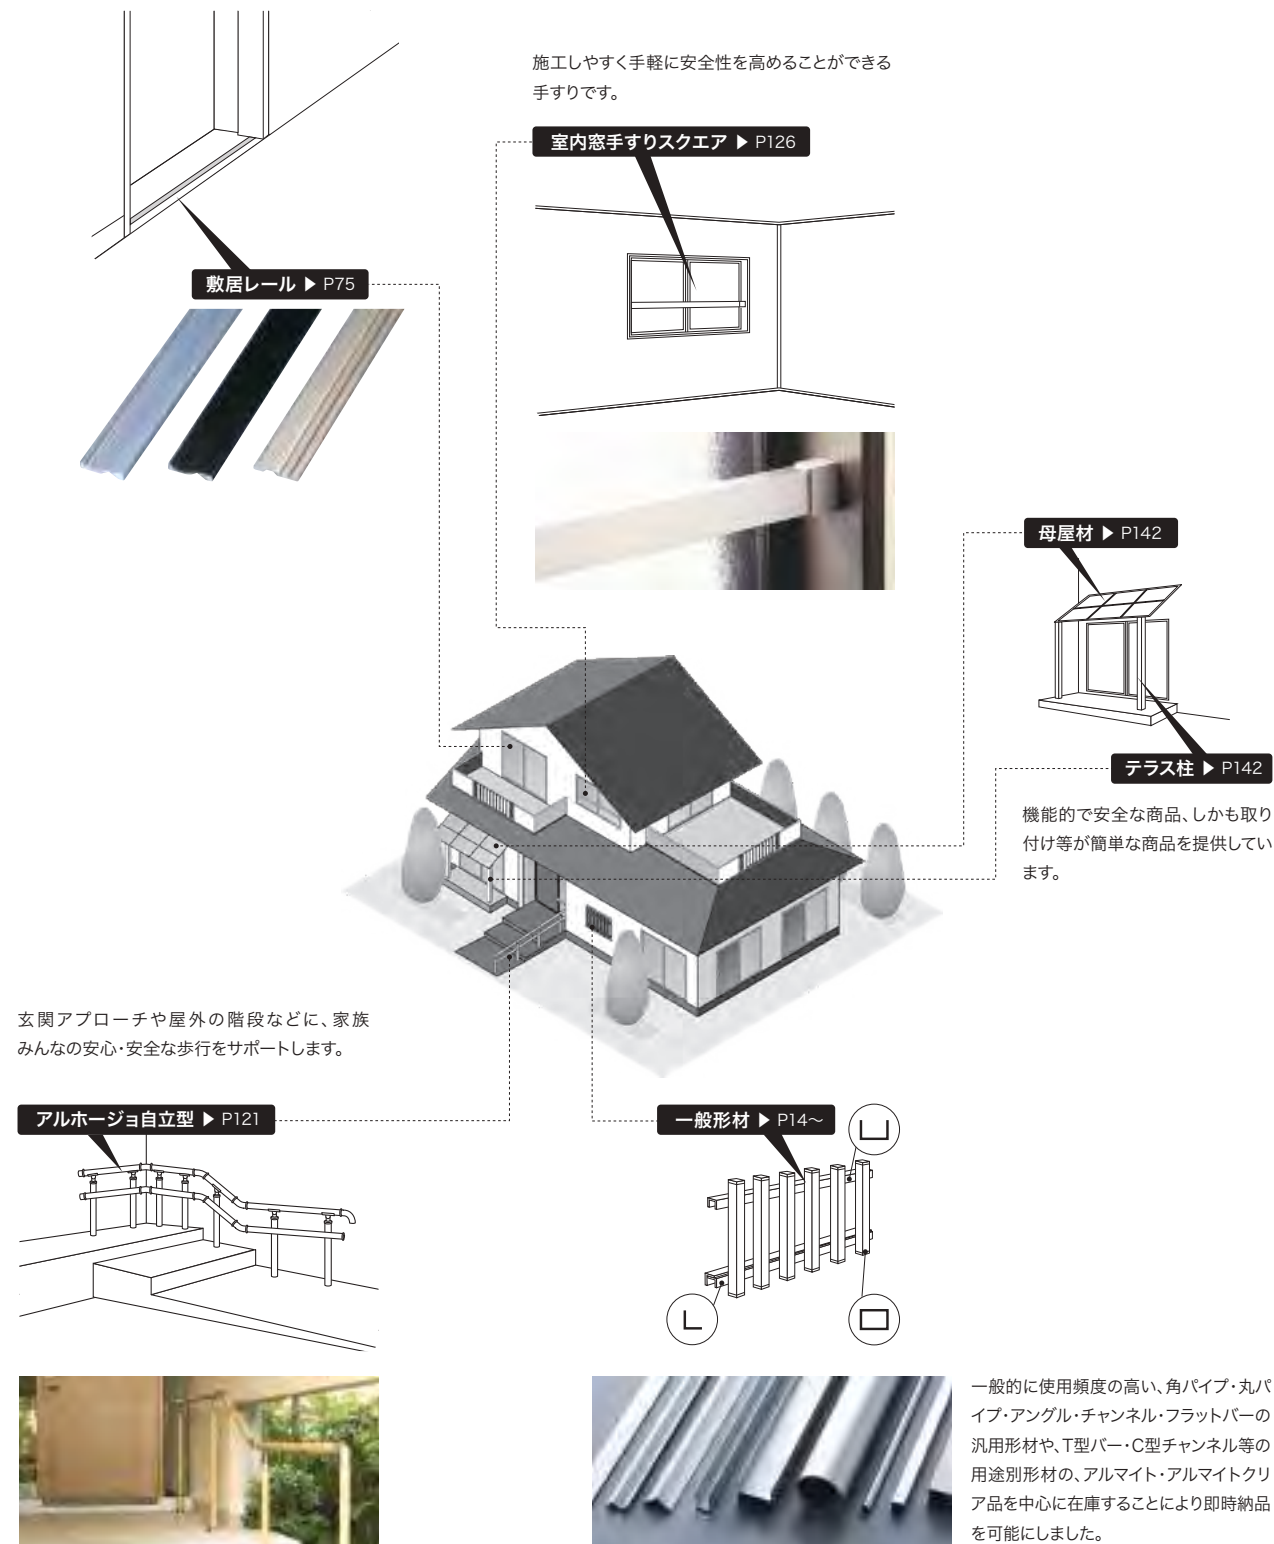 施工しやすく手軽に安全性を高めることができる
手すりです。
室内窓手すりスクエア ▶ P126
敷居レール ▶ P75
母屋材 ▶ P142
テラス柱 ▶ P142
機能的で安全な商品、しかも取り
付け等が簡単な商品を提供してい
ます。
玄関アプローチや屋外の階段などに、家族
みんなの安心・安全な歩行をサポートします。
アルホージョ自立型 ▶ P121
一般形材 ▶ P14〜
一般的に使用頻度の高い、角パイプ・丸パ
イプ・アングル・チャンネル・フラットバーの
汎用形材や、T型バー・C型チャンネル等の
用途別形材の、アルマイト・アルマイトクリ
ア品を中心に在庫することにより即時納品
を可能にしました。